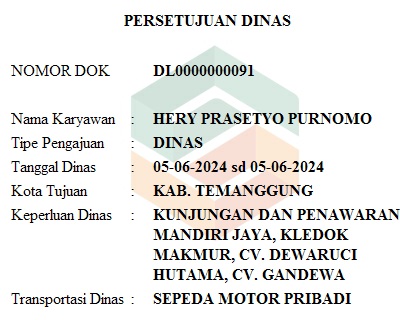 PERSETUJUAN DINAS
NOMOR DOK DL0000000091
Nama Karyawan : HERY PRASETYO PURNOMO
Tipe Pengajuan : DINAS
Tanggal Dinas : 05-06-2024 sd 05-06-2024
Kota Tujuan : KAB. TEMANGGUNG
Keperluan Dinas : KUNJUNGAN DAN PENAWARAN
MANDIRI JAYA, KLEDOK
MAKMUR, CV. DEWARUCI
HUTAMA, CV. GANDEWA
Transportasi Dinas : SEPEDA MOTOR PRIBADI